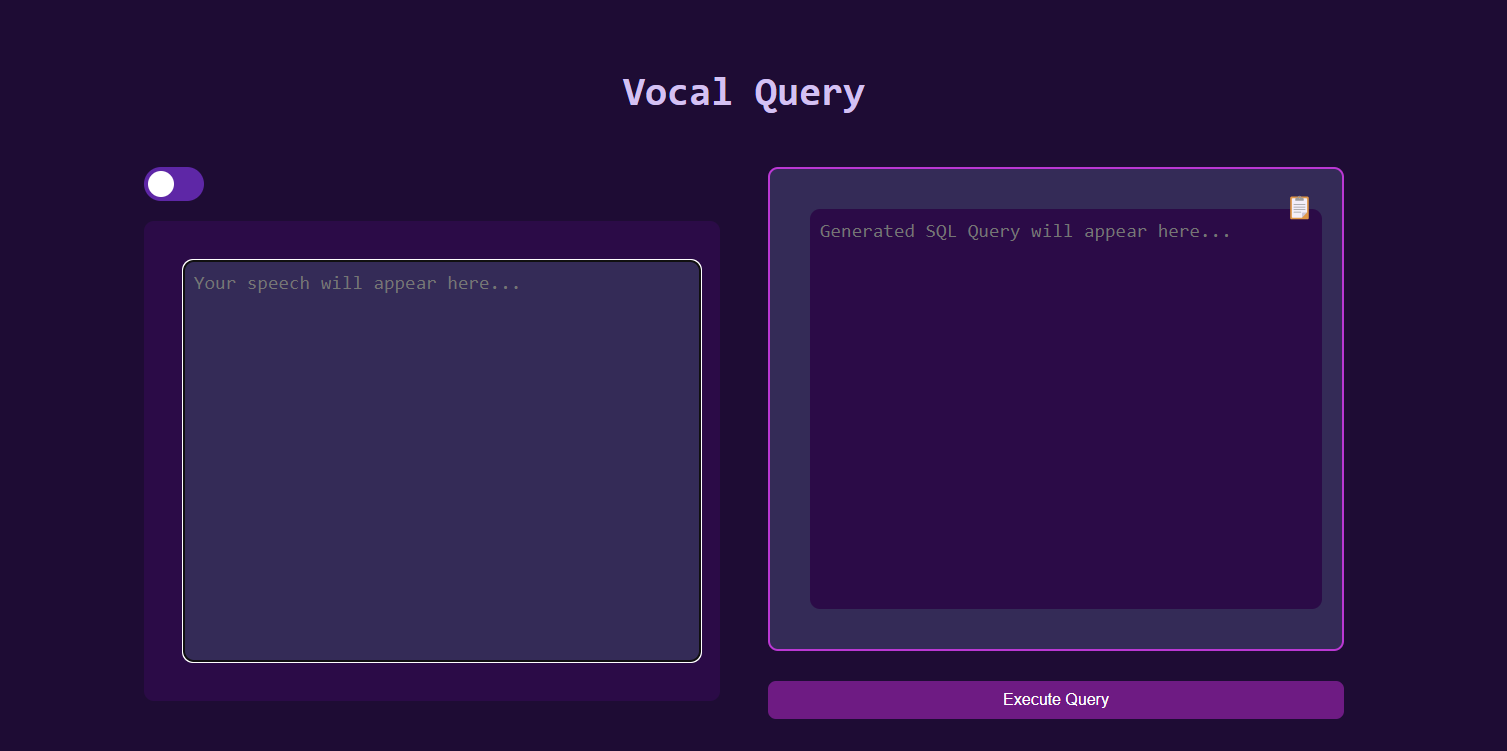 Vocal Query
Your speech will appear here...
Generated SQL Query will appear here...
Execute Query